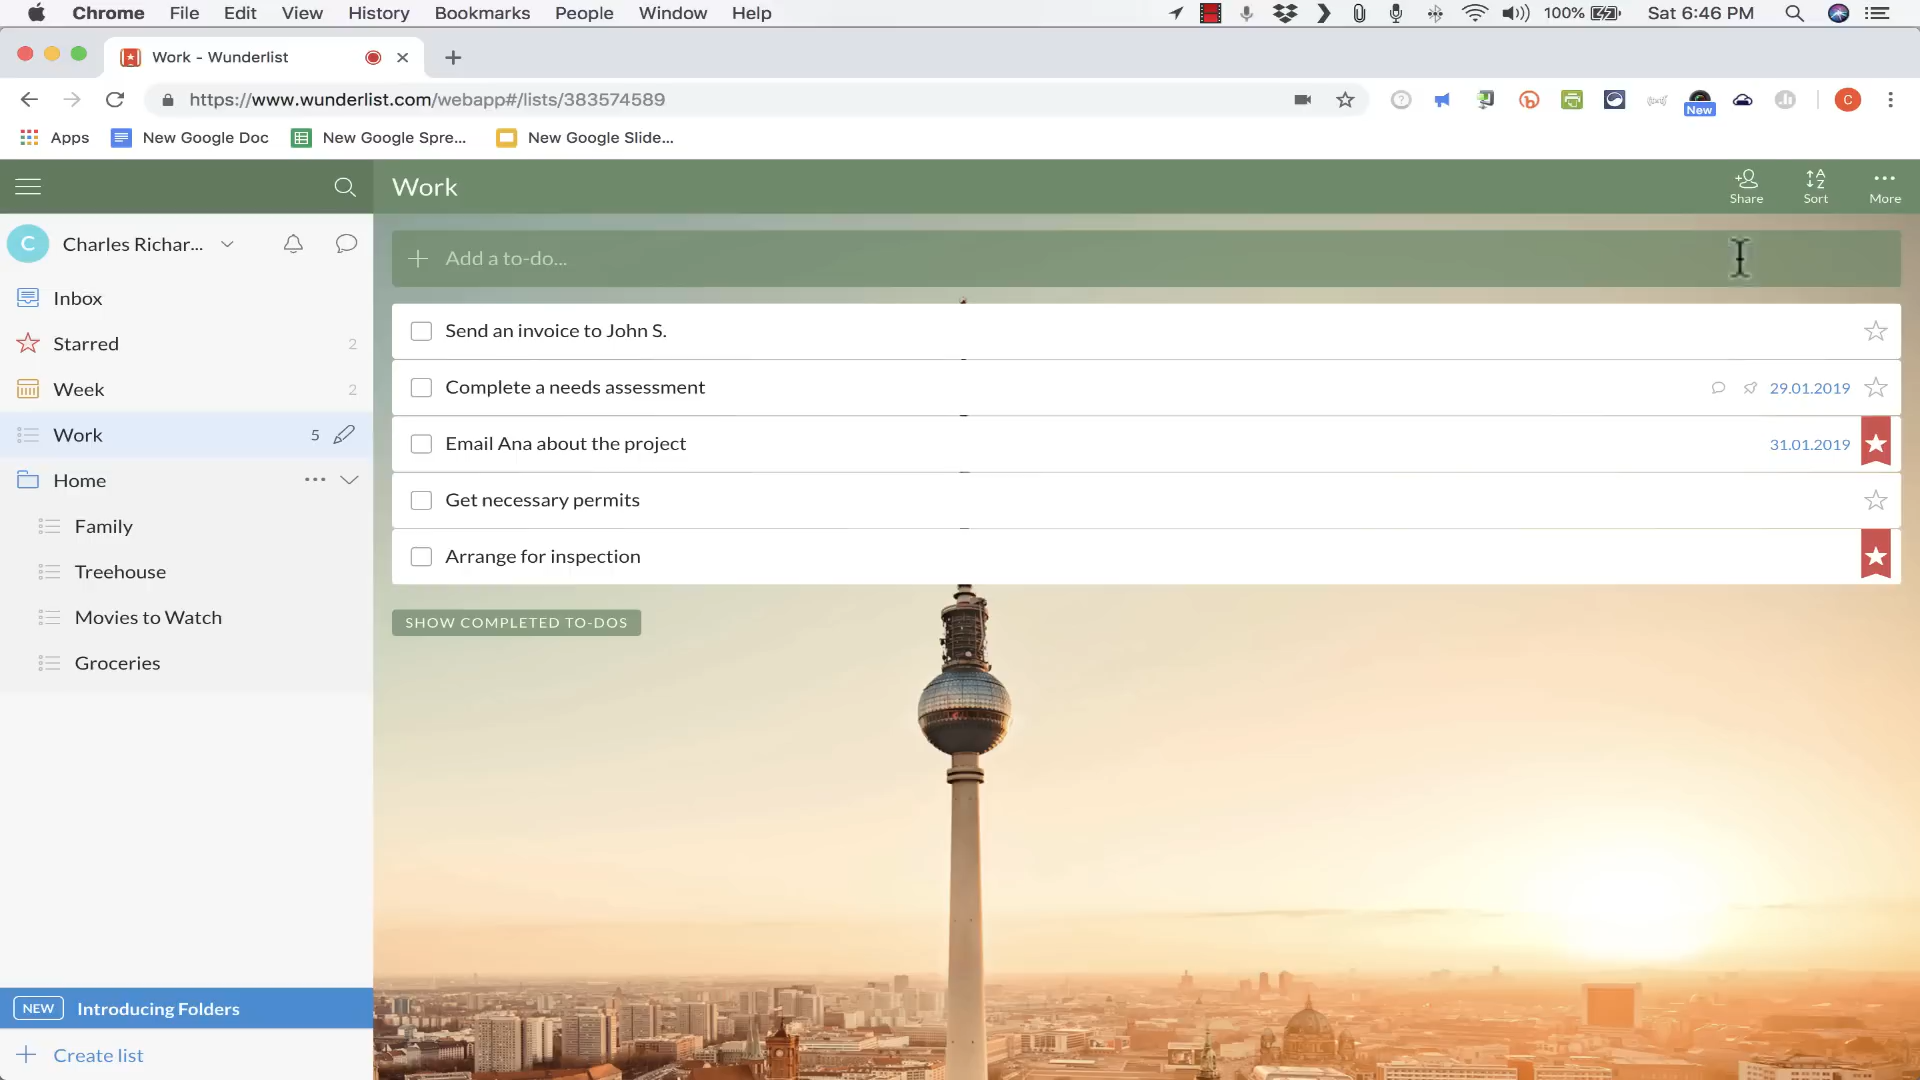 Chrome File Edit View History Bookmarks People Window Help 100% Sat 6:46 PM
Work - Wunderlist
https://www.wunderlist.com/webapp#/lists/383574589 New C
Apps New Google Doc New Google Spre... New Google Slide...
Work Share Sort More
C Charles Richar...
Add a to-do...
Inbox
Starred 2
Week 2
Work 5
Home
Family
Treehouse
Movies to Watch
Groceries
Send an invoice to John S.
Complete a needs assessment 29.01.2019
Email Ana about the project 31.01.2019
Get necessary permits
Arrange for inspection
SHOW COMPLETED TO-DOS
NEW Introducing Folders
Create list